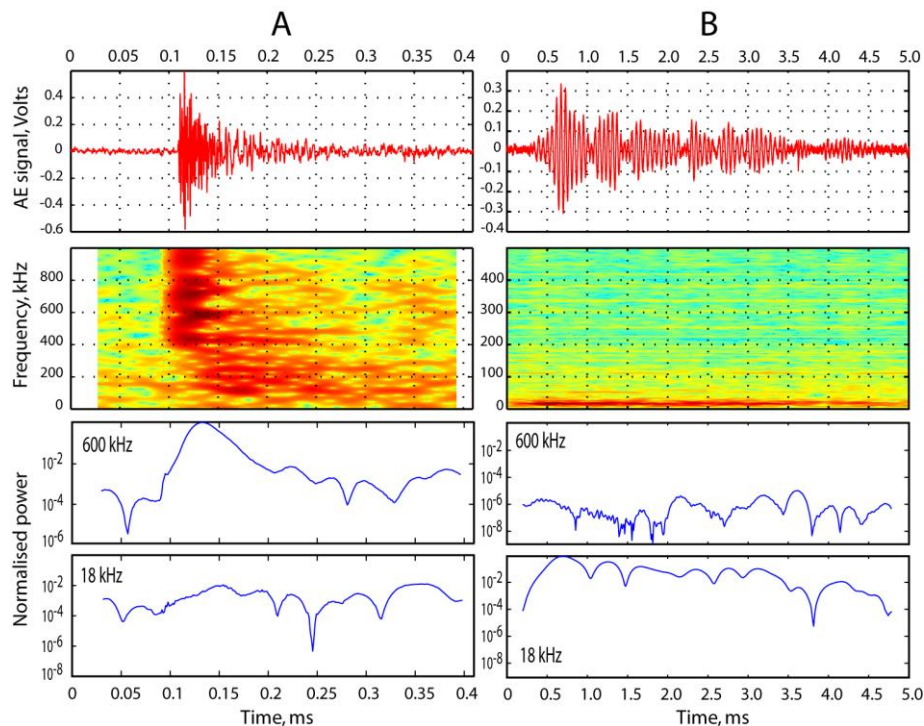 A B
0 0.05 0.1 0.15 0.2 0.25 0.3 0.35 0.4
0 0.5 1.0 1.5 2.0 2.5 3.0 3.5 4.0 4.5 5.0
AE signal, Volts
0.4
0.2
0
-0.2
-0.4
-0.6
0.3
0.2
0.1
0
-0.1
-0.2
-0.3
-0.4
Frequency, kHz
800
600
400
200
0
500
400
300
200
100
0
Normalised power
600 kHz
10-2
10-4
10-6
600 kHz
10-2
10-4
10-6
10-8
18 kHz
10-2
10-4
10-6
10-8
18 kHz
10-2
10-4
10-6
10-8
0 0.05 0.1 0.15 0.2 0.25 0.3 0.35 0.4
0 0.5 1.0 1.5 2.0 2.5 3.0 3.5 4.0 4.5 5.0
Time, ms
Time, ms